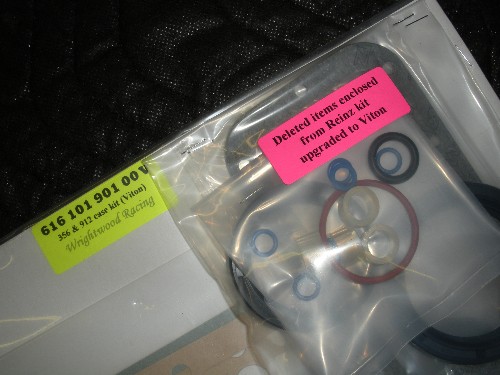 616 101 901 00V
356 & 912 case kit (Viton)
Wrightwood Racing
Deleted items enclosed
from Reinz kit
upgraded to Viton